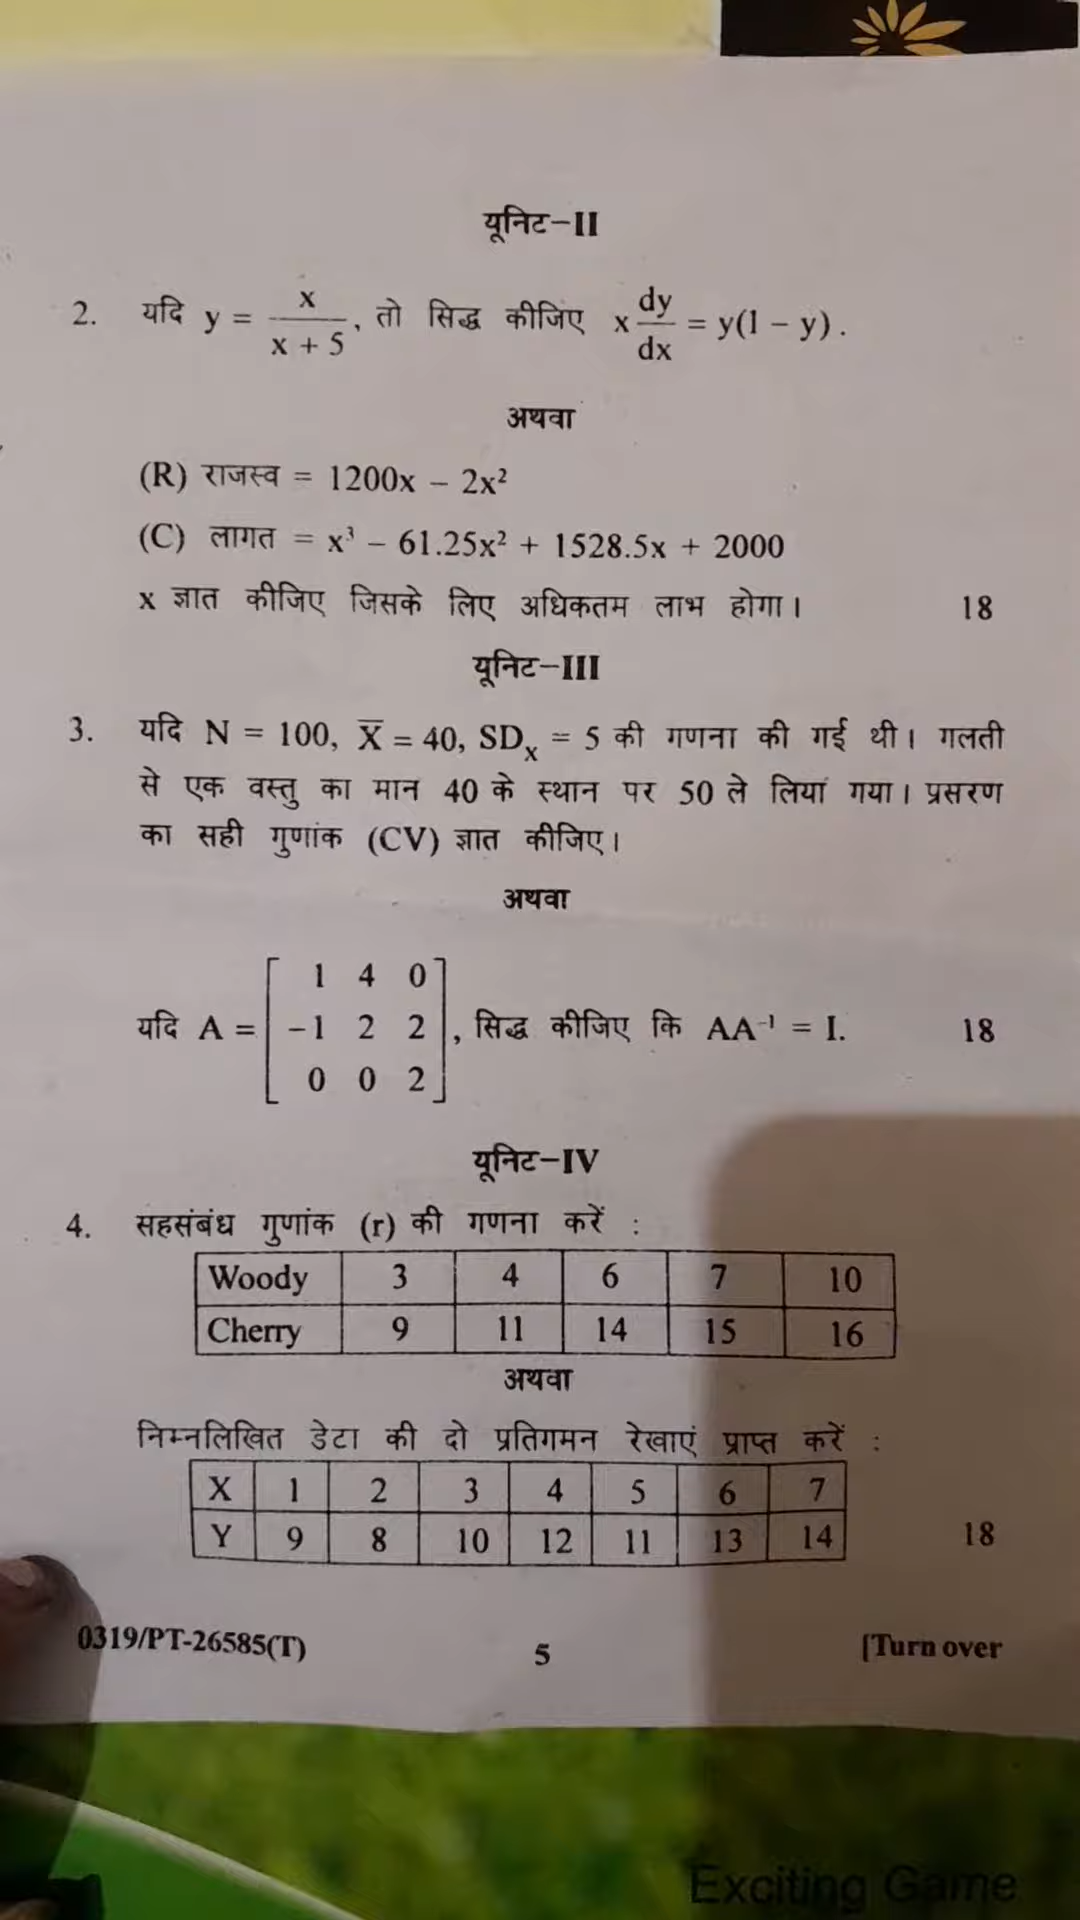 यूनिट–II
2. यदि y = x/(x + 5), तो सिद्ध कीजिए x dy/dx = y(1 – y).
अथवा
(R) राजस्व = 1200x – 2x²
(C) लागत = x³ – 61.25x² + 1528.5x + 2000
x ज्ञात कीजिए जिसके लिए अधिकतम लाभ होगा। 18
यूनिट–III
3. यदि N = 100, X̅ = 40, SDₓ = 5 की गणना की गई थी। गलती
से एक वस्तु का मान 40 के स्थान पर 50 ले लिया गया। प्रसरण
का सही गुणांक (CV) ज्ञात कीजिए।
अथवा
1 4 0
यदि A = [ –1 2 2 ], सिद्ध कीजिए कि AA⁻¹ = I. 18
0 0 2
यूनिट–IV
4. सहसंबंध गुणांक (r) की गणना करें :
Woody 3 4 6 7 10
Cherry 9 11 14 15 16
अथवा
निम्नलिखित डेटा की दो प्रतिगमन रेखाएं प्राप्त करें :
X 1 2 3 4 5 6 7
Y 9 8 10 12 11 13 14 18
0319/PT-26585(T) 5 [Turn over
Exciting Game